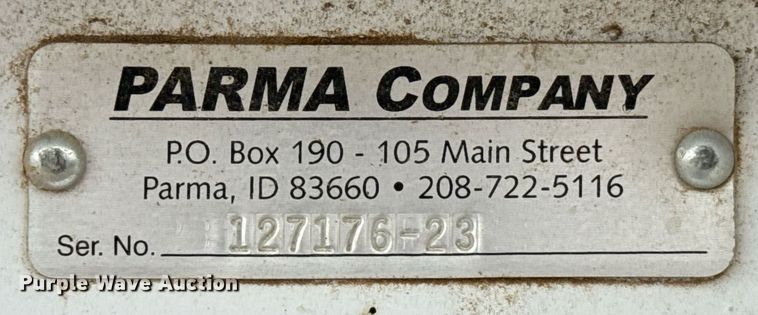 PARMA COMPANY
P.O. Box 190 - 105 Main Street
Parma, ID 83660 • 208-722-5116
Ser. No. 127176-23
Purple Wave Auction